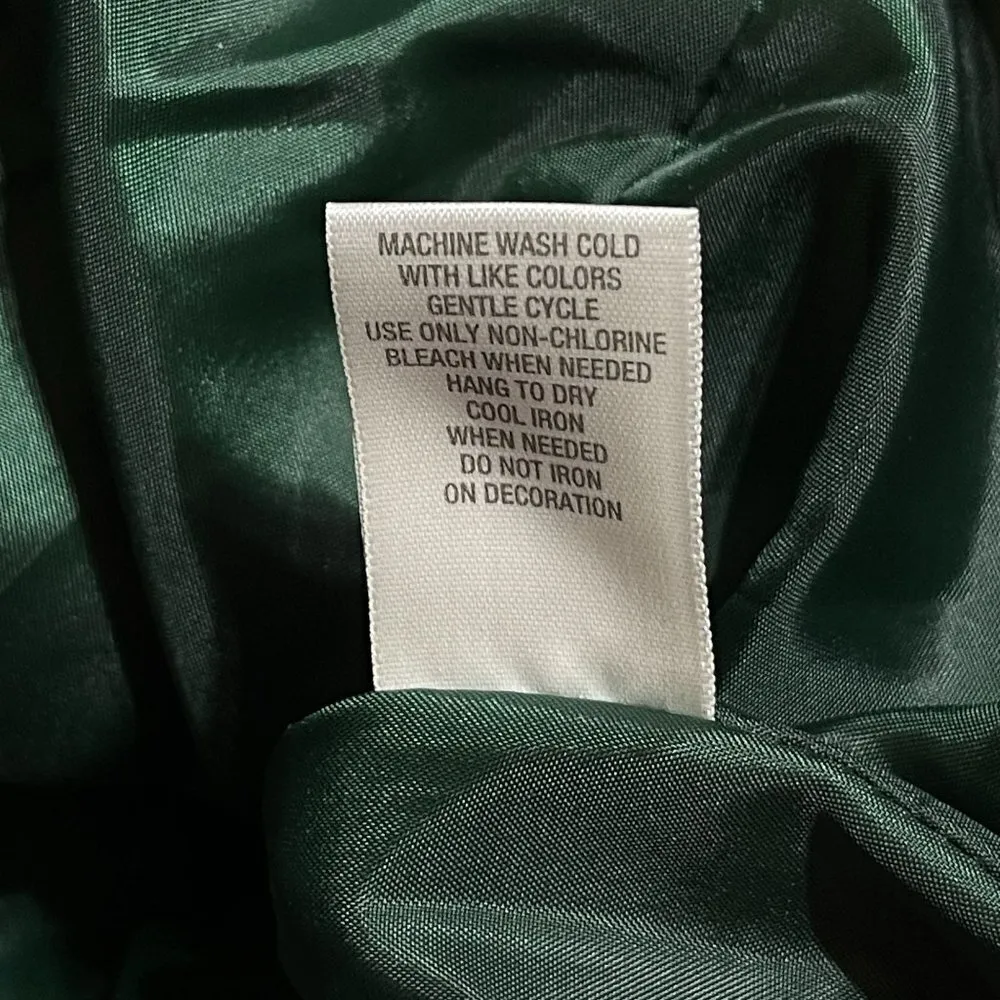 MACHINE WASH COLD
WITH LIKE COLORS
GENTLE CYCLE
USE ONLY NON-CHLORINE
BLEACH WHEN NEEDED
HANG TO DRY
COOL IRON
WHEN NEEDED
DO NOT IRON
ON DECORATION